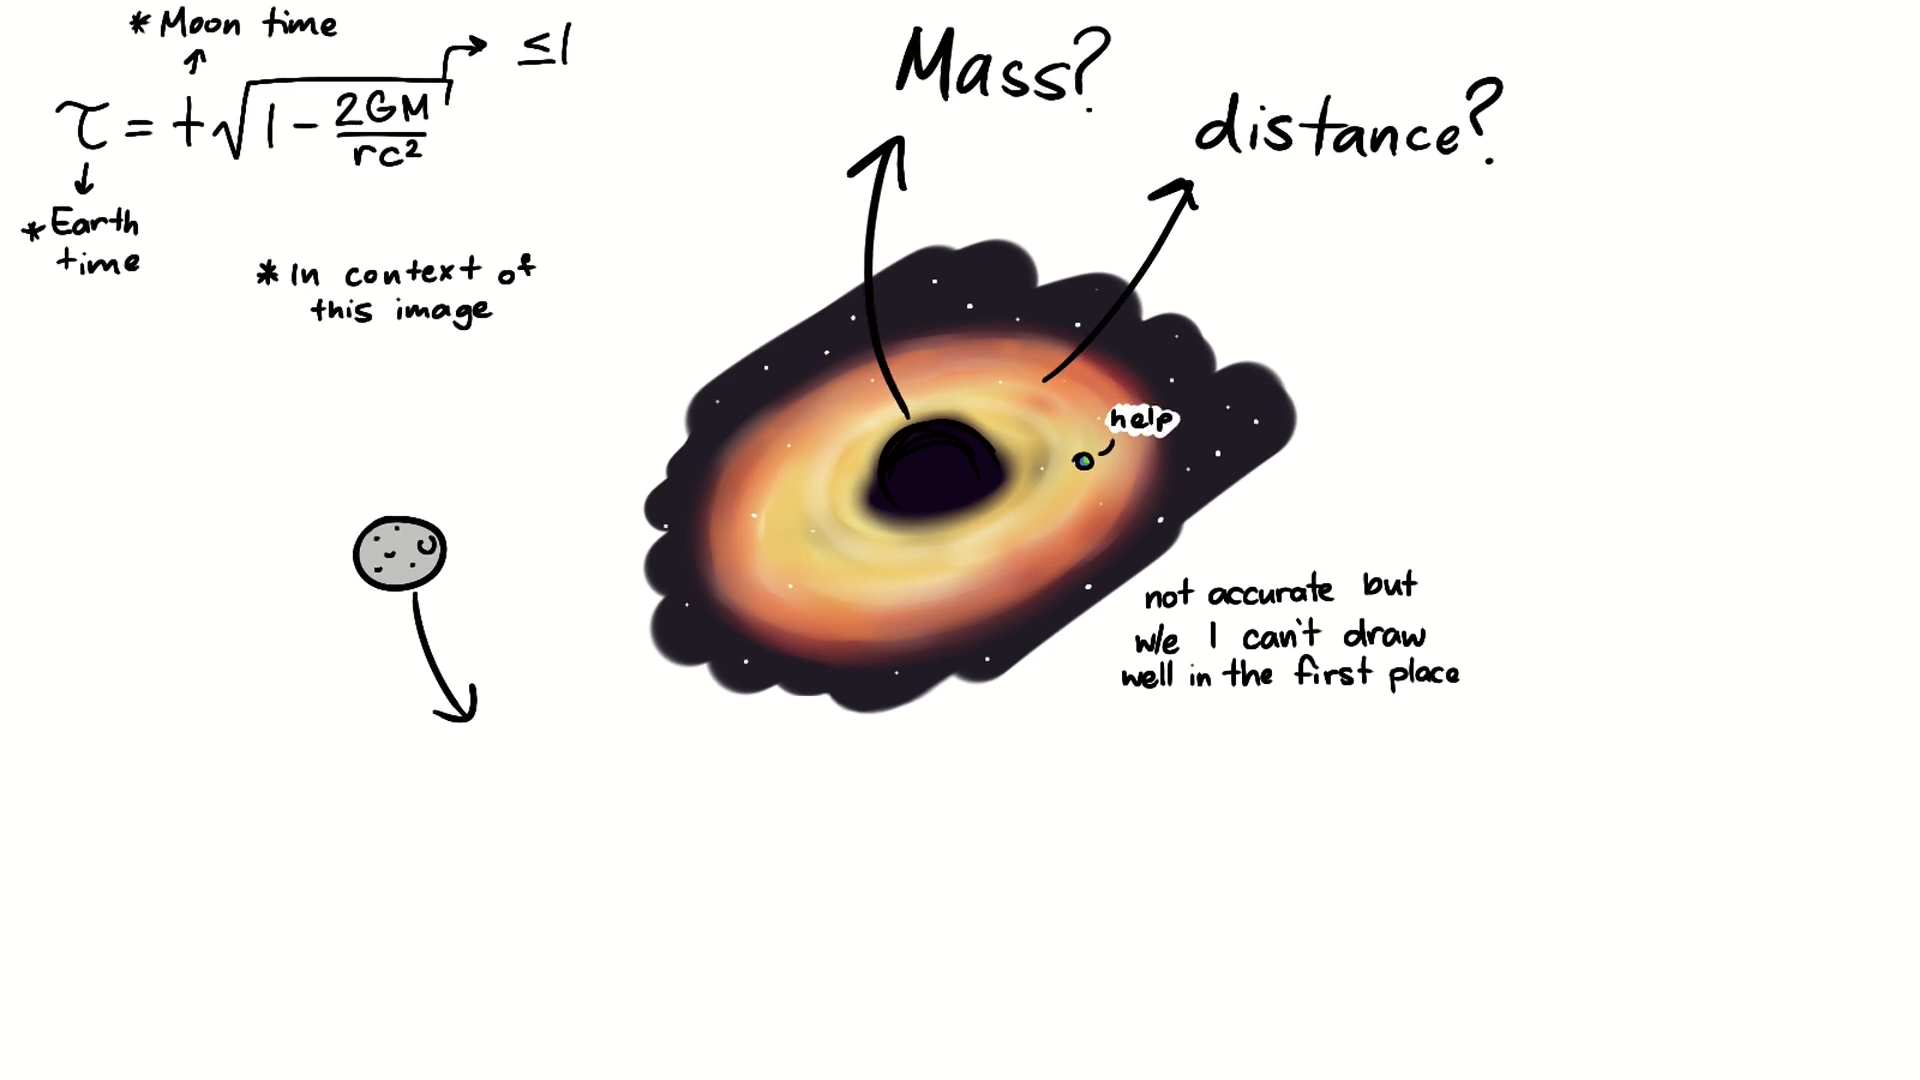 * Moon time
≤1
τ = t√1 - 2GM/rc²
* Earth
time
* In context of
this image
Mass?
distance?
help
not accurate but
w/e I can't draw
well in the first place